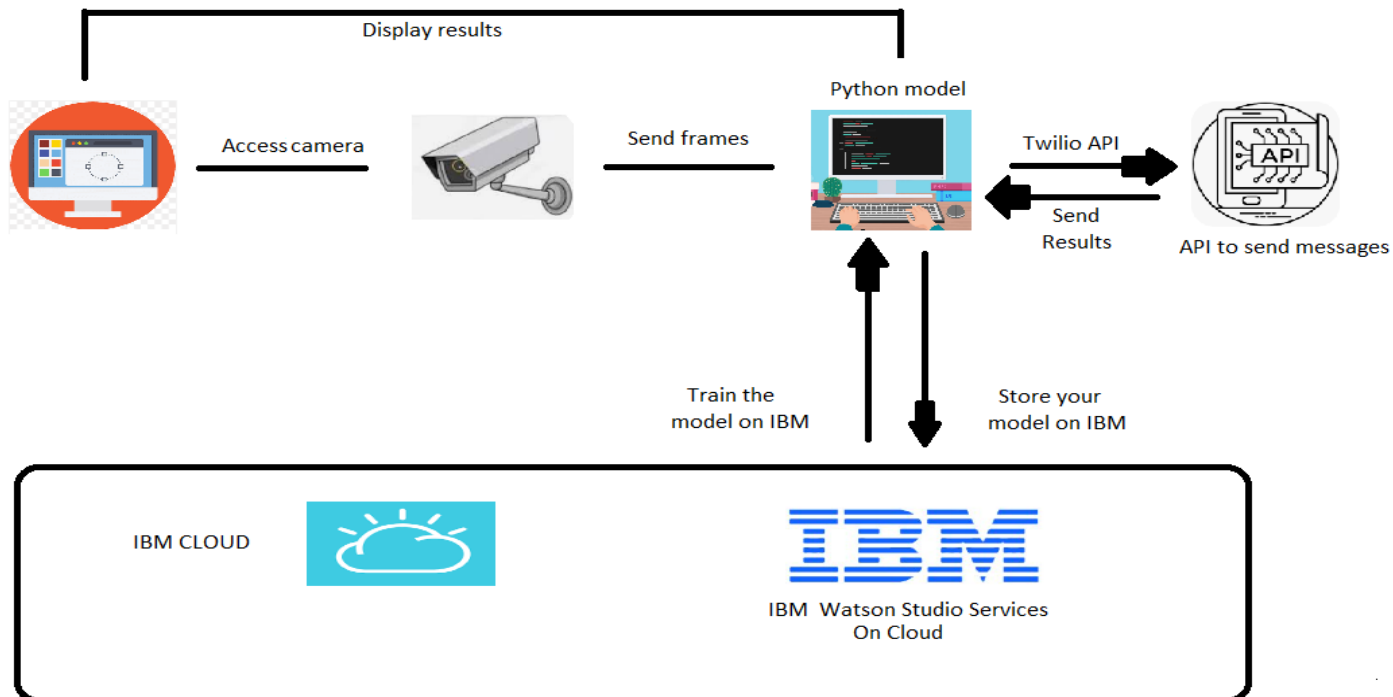 Display results
Python model
Access camera
Send frames
Twilio API
API
Send
Results
API to send messages
Train the
model on IBM
Store your
model on IBM
IBM CLOUD
IBM
IBM Watson Studio Services
On Cloud